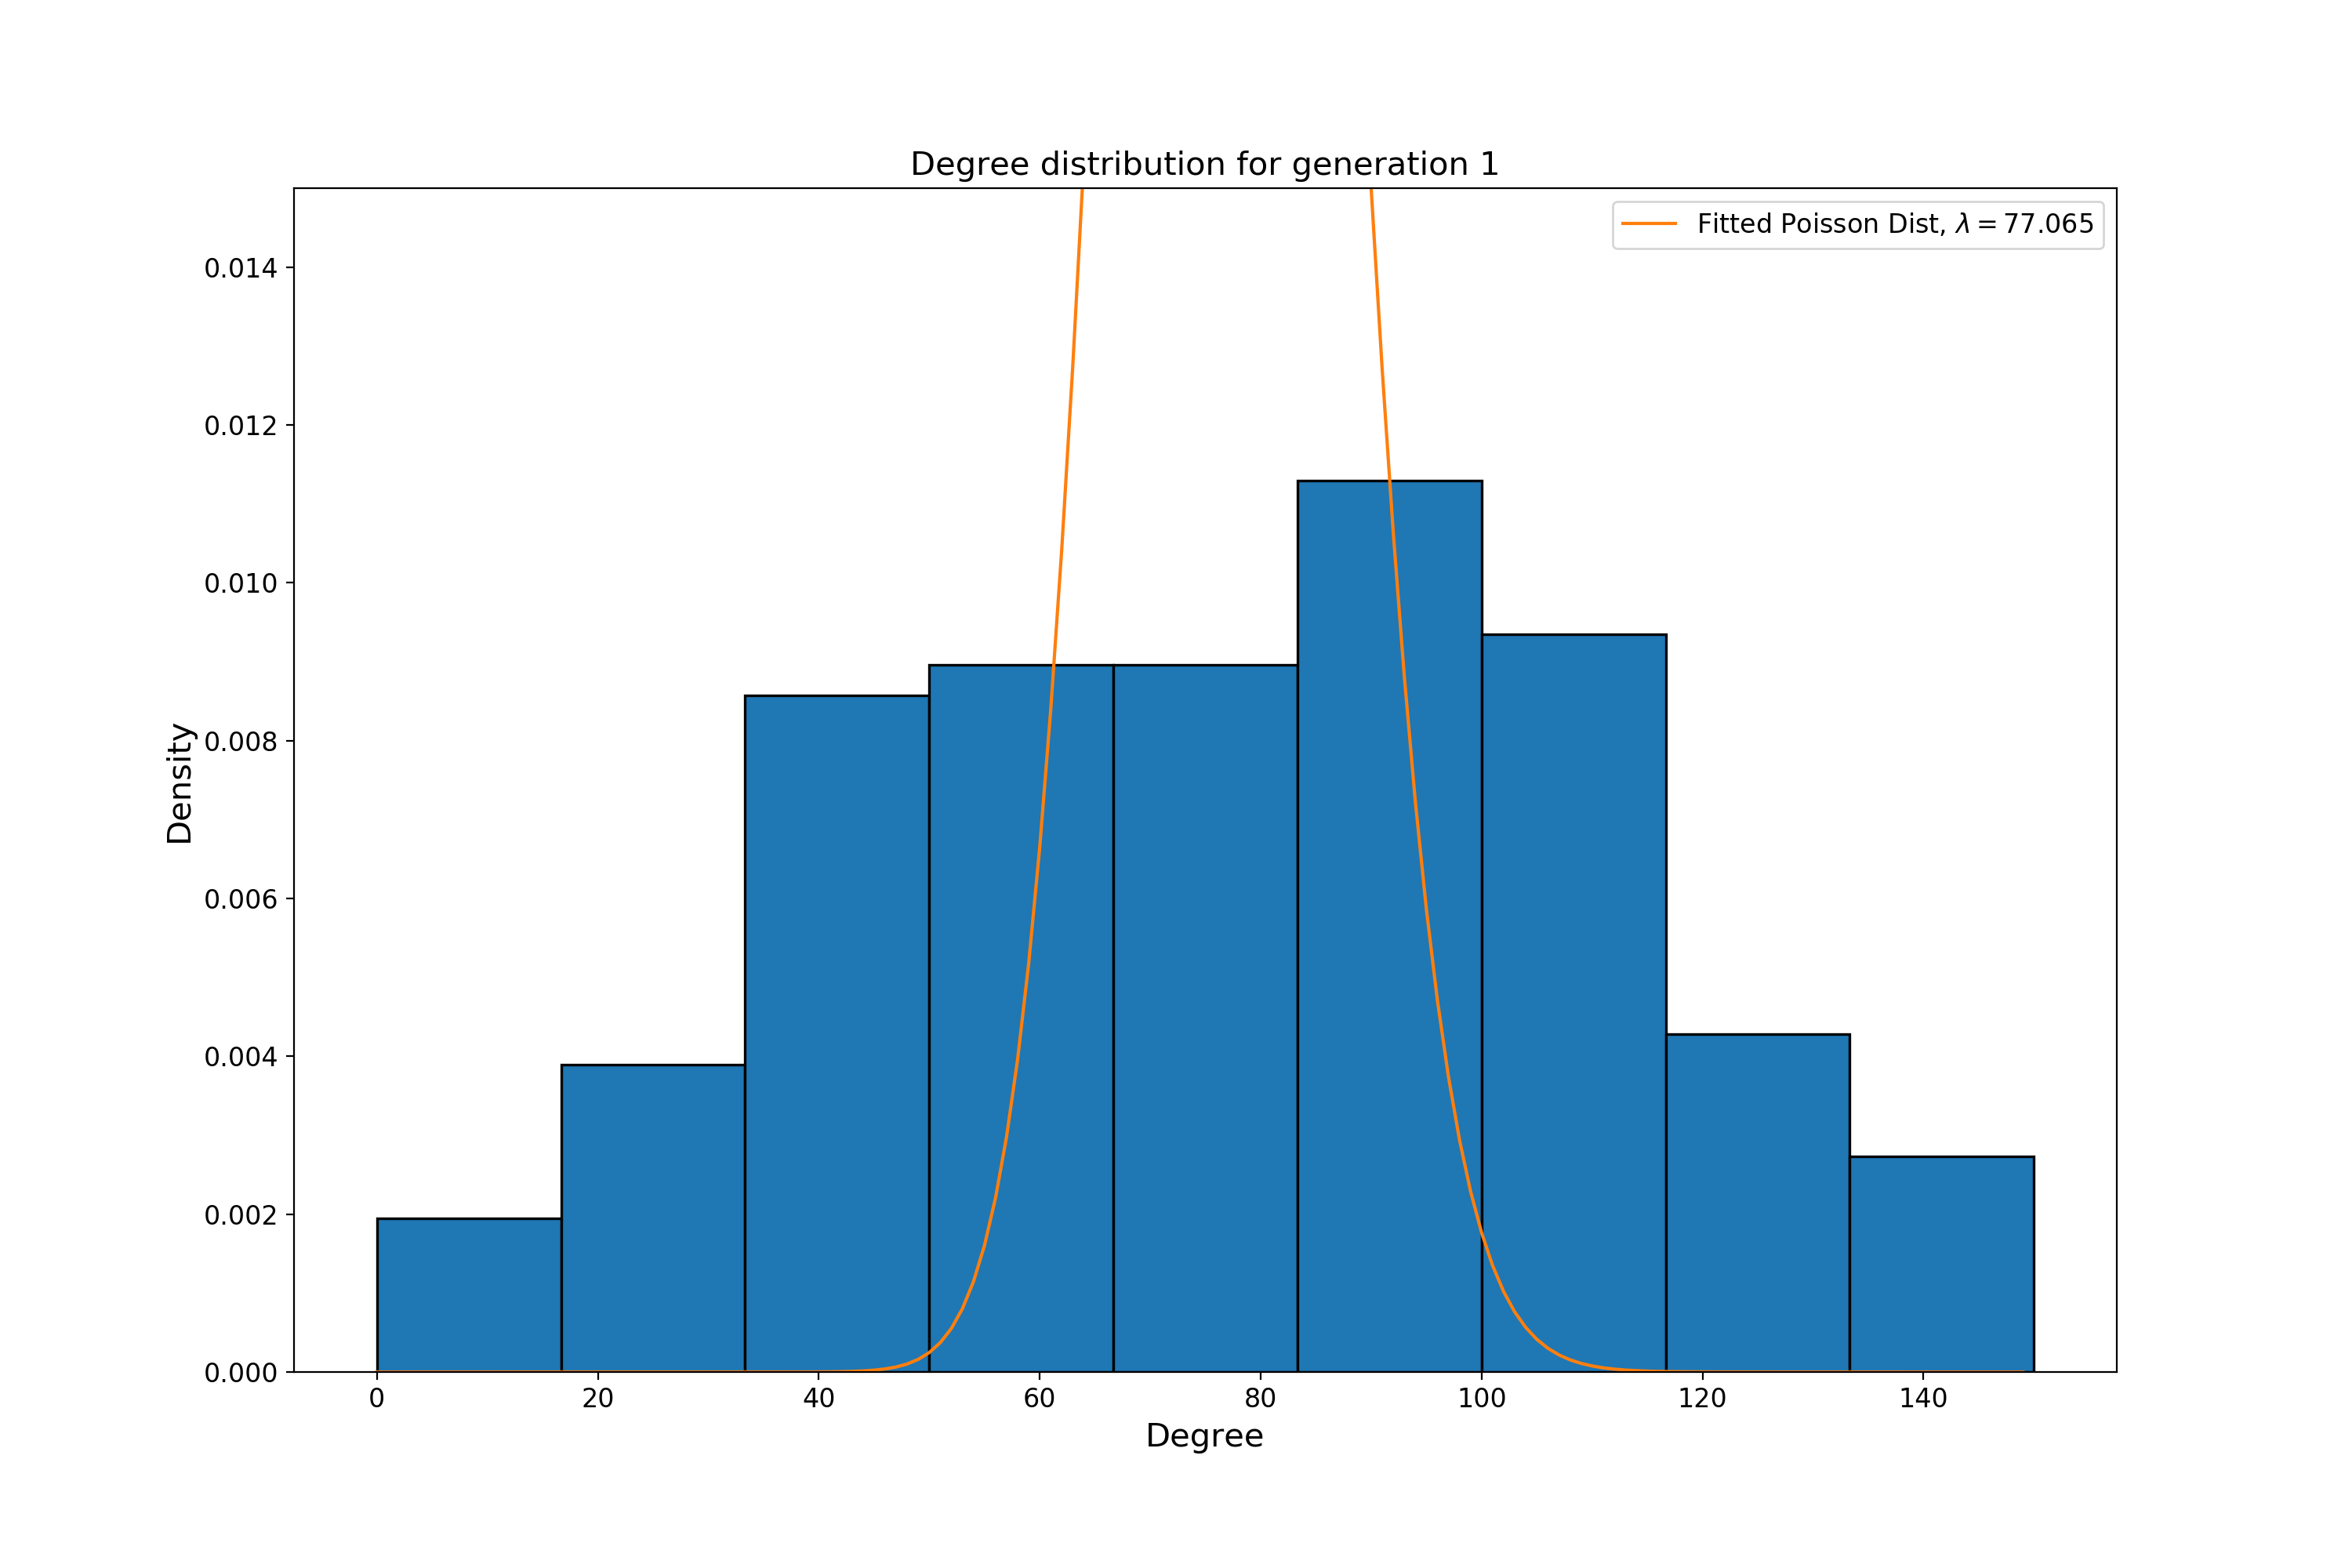 Degree distribution for generation 1
Fitted Poisson Dist, λ = 77.065
0.014
0.012
0.010
0.008
0.006
0.004
0.002
0.000
Density
0 20 40 60 80 100 120 140
Degree